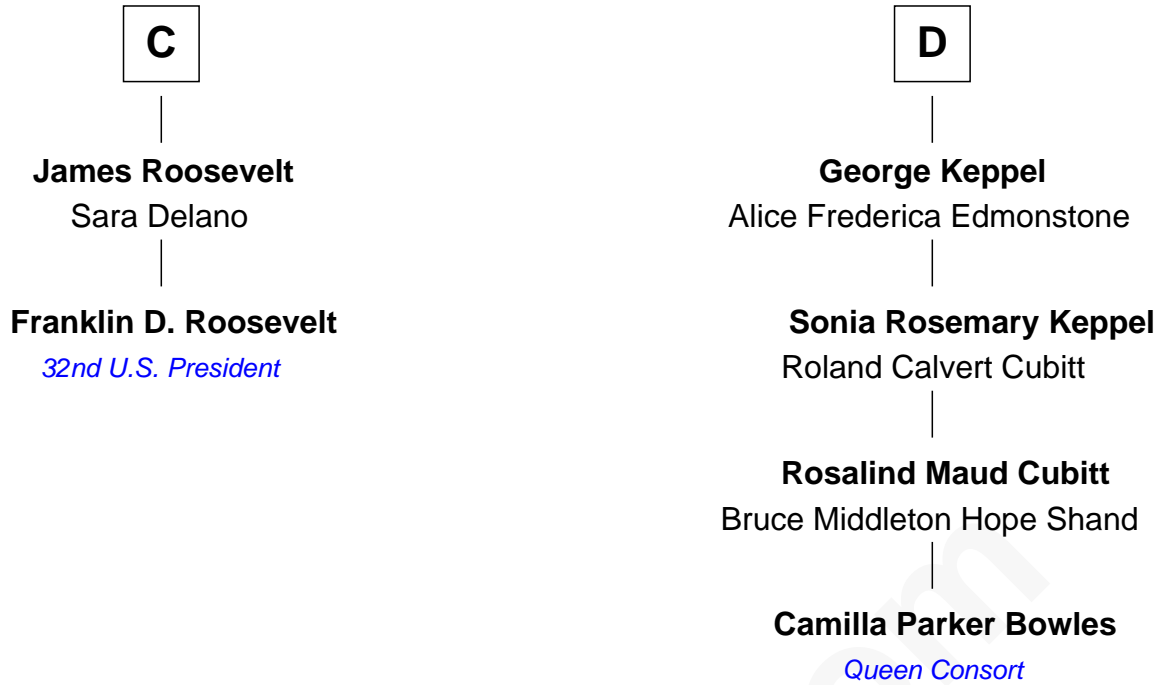 C
James Roosevelt
Sara Delano
Franklin D. Roosevelt
32nd U.S. President
D
George Keppel
Alice Frederica Edmonstone
Sonia Rosemary Keppel
Roland Calvert Cubitt
Rosalind Maud Cubitt
Bruce Middleton Hope Shand
Camilla Parker Bowles
Queen Consort
om